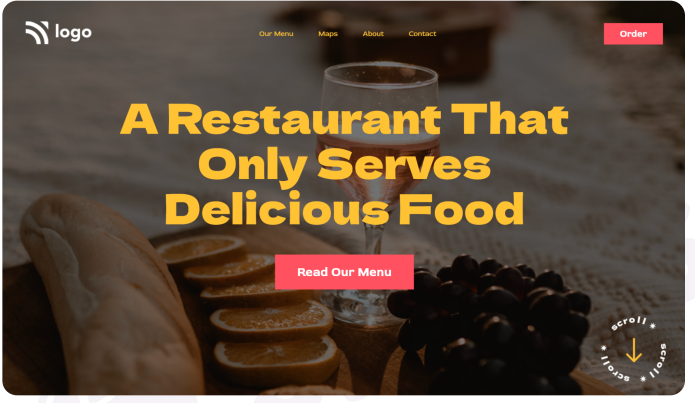 logo
Our Menu
Maps
About
Contact
Order
A Restaurant That
Only Serves
Delicious Food
Read Our Menu
scroll * scroll * scroll *